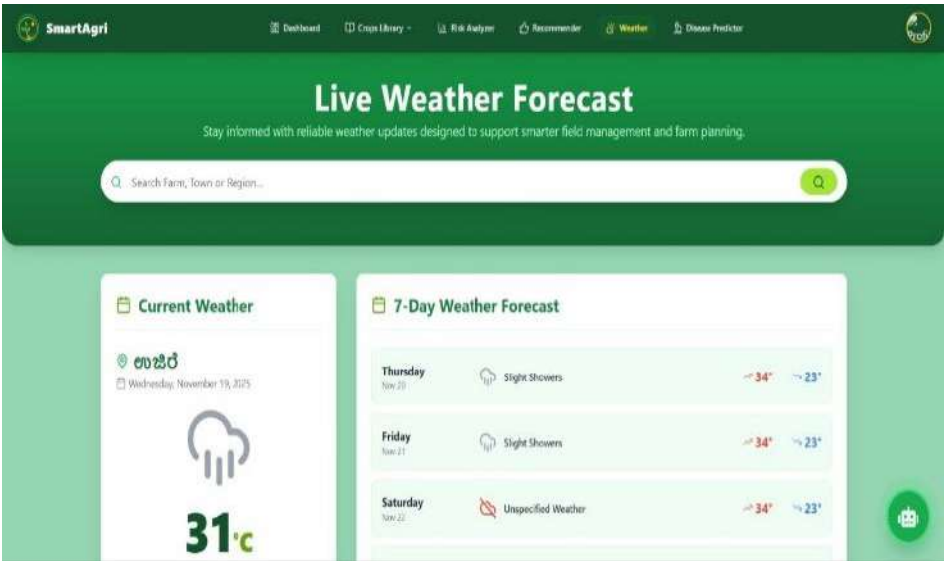 SmartAgri
Dashboard
Crops Library
Risk Analyzer
Recommender
Weather
Disease Predictor
Profi
Live Weather Forecast
Stay informed with reliable weather updates designed to support smarter field management and farm planning.
Search Farm, Town or Region...
Current Weather
ಉಜಿರೆ
Wednesday, November 19, 2025
31°C
7-Day Weather Forecast
Thursday
Nov 20
Slight Showers
34° 23°
Friday
Nov 21
Slight Showers
34° 23°
Saturday
Nov 22
Unspecified Weather
34° 23°